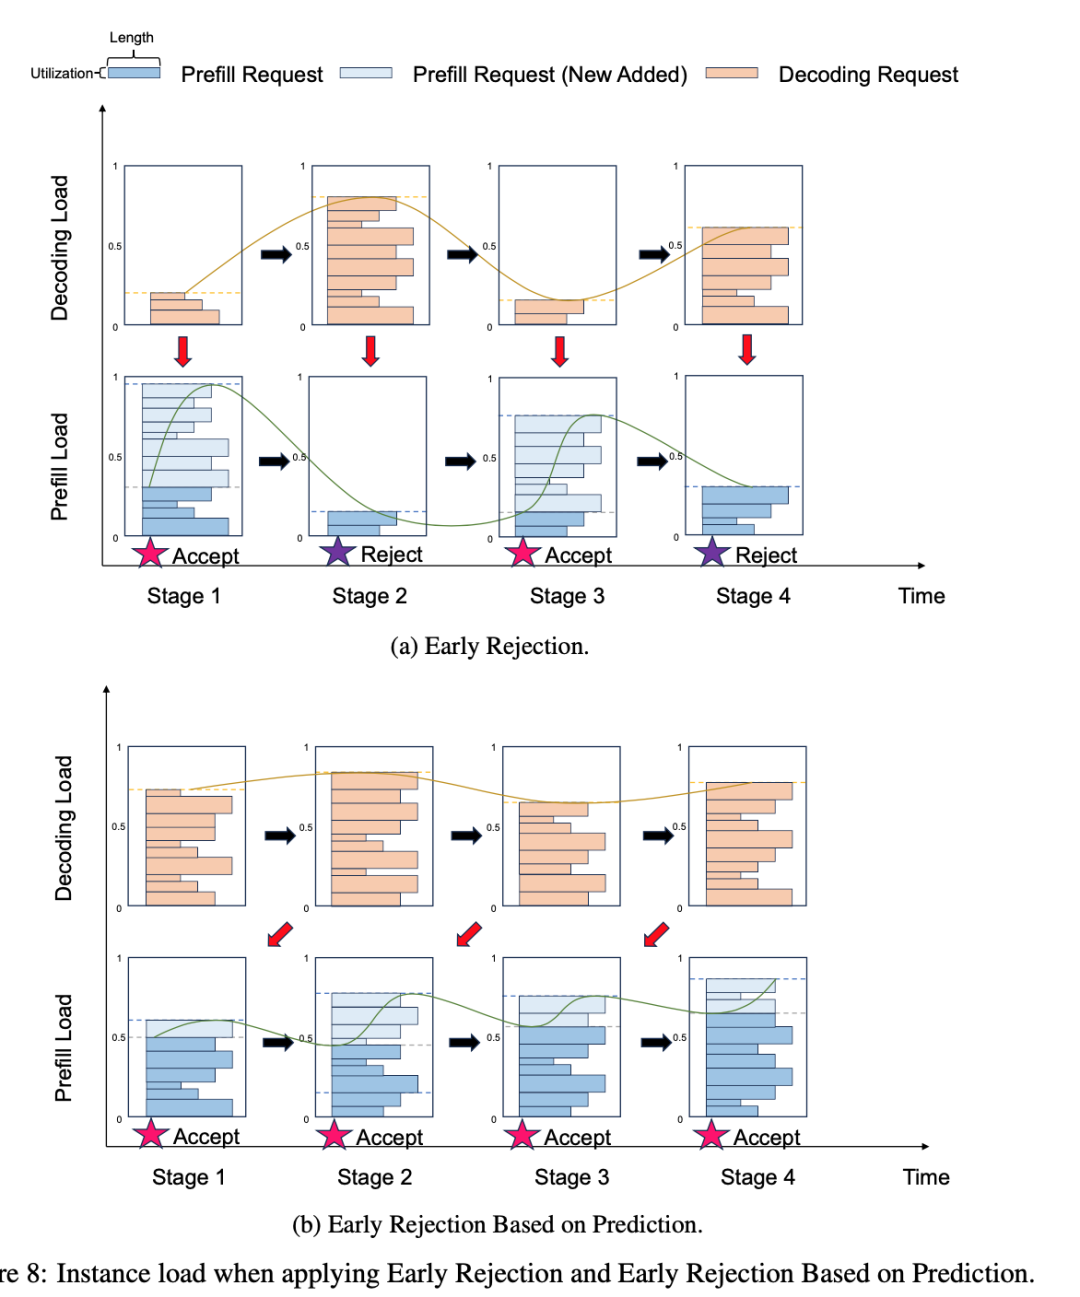 Length
Utilization
Prefill Request
Prefill Request (New Added)
Decoding Request
Decoding Load
1
0.5
0
1
0.5
0
1
0.5
0
1
0.5
0
Prefill Load
1
0.5
0
1
0.5
0
1
0.5
0
1
0.5
0
Accept
Reject
Accept
Reject
Stage 1
Stage 2
Stage 3
Stage 4
Time
(a) Early Rejection.
Decoding Load
1
0.5
0
1
0.5
0
1
0.5
0
1
0.5
0
Prefill Load
1
0.5
0
1
0.5
0
1
0.5
0
1
0.5
0
Accept
Accept
Accept
Accept
Stage 1
Stage 2
Stage 3
Stage 4
Time
(b) Early Rejection Based on Prediction.
re 8: Instance load when applying Early Rejection and Early Rejection Based on Prediction.